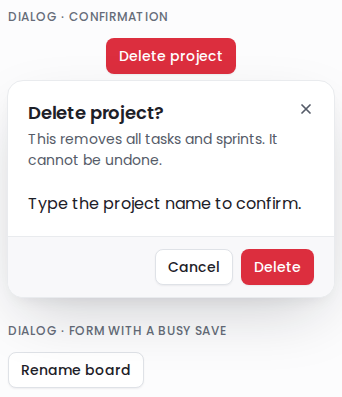 DIALOG · CONFIRMATION
Delete project
Delete project?
This removes all tasks and sprints. It
cannot be undone.
Type the project name to confirm.
Cancel
Delete
DIALOG · FORM WITH A BUSY SAVE
Rename board